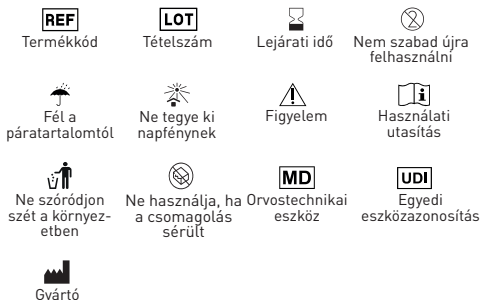 REF
LOT
2
Termékkód
Tételszám
Lejárati idő
Nem szabad újra
felhasználni
i
Fél a
páratartalomtól
Ne tegye ki
napfénynek
Figyelem
Használati
utasítás
MD
UDI
Ne szóródjon
szét a környez-
etben
Ne használja, ha
a csomagolás
sérült
Orvostechnikai
eszköz
Egyedi
eszközazonosítás
Gyártó